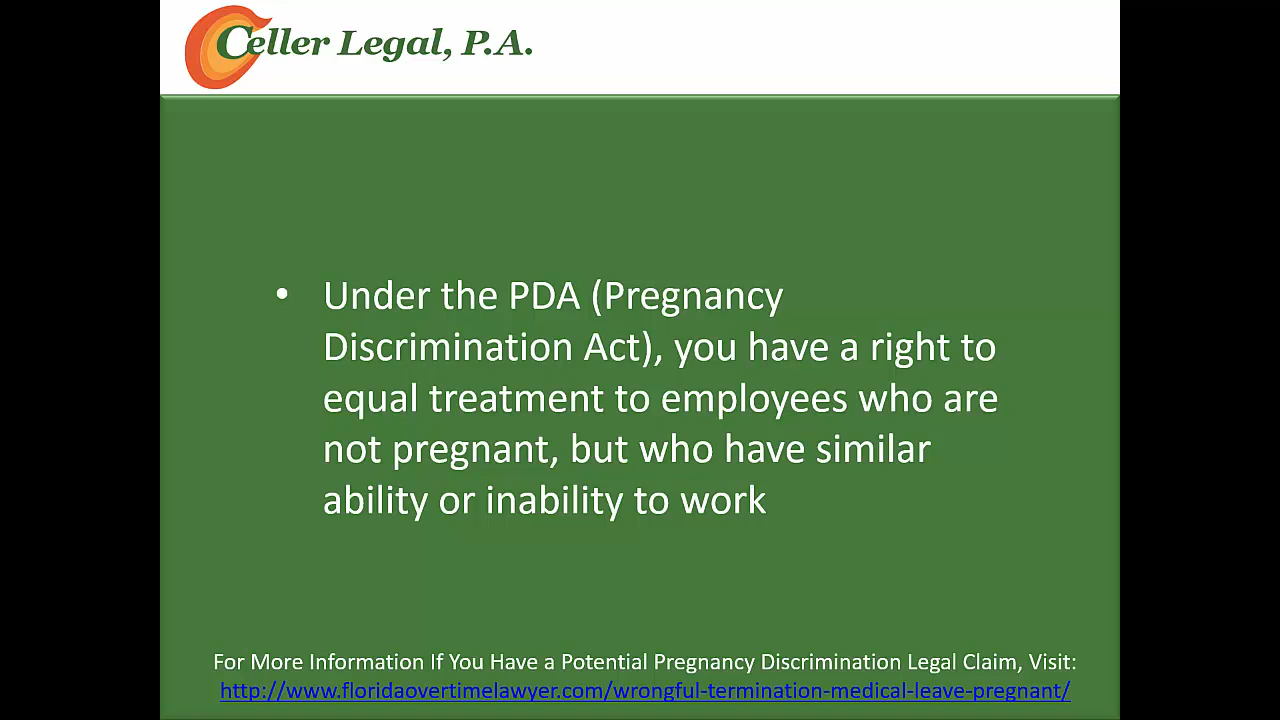 Celler Legal, P.A.
• Under the PDA (Pregnancy
Discrimination Act), you have a right to
equal treatment to employees who are
not pregnant, but who have similar
ability or inability to work
For More Information If You Have a Potential Pregnancy Discrimination Legal Claim, Visit:
http://www.floridaovertimelawyer.com/wrongful-termination-medical-leave-pregnant/